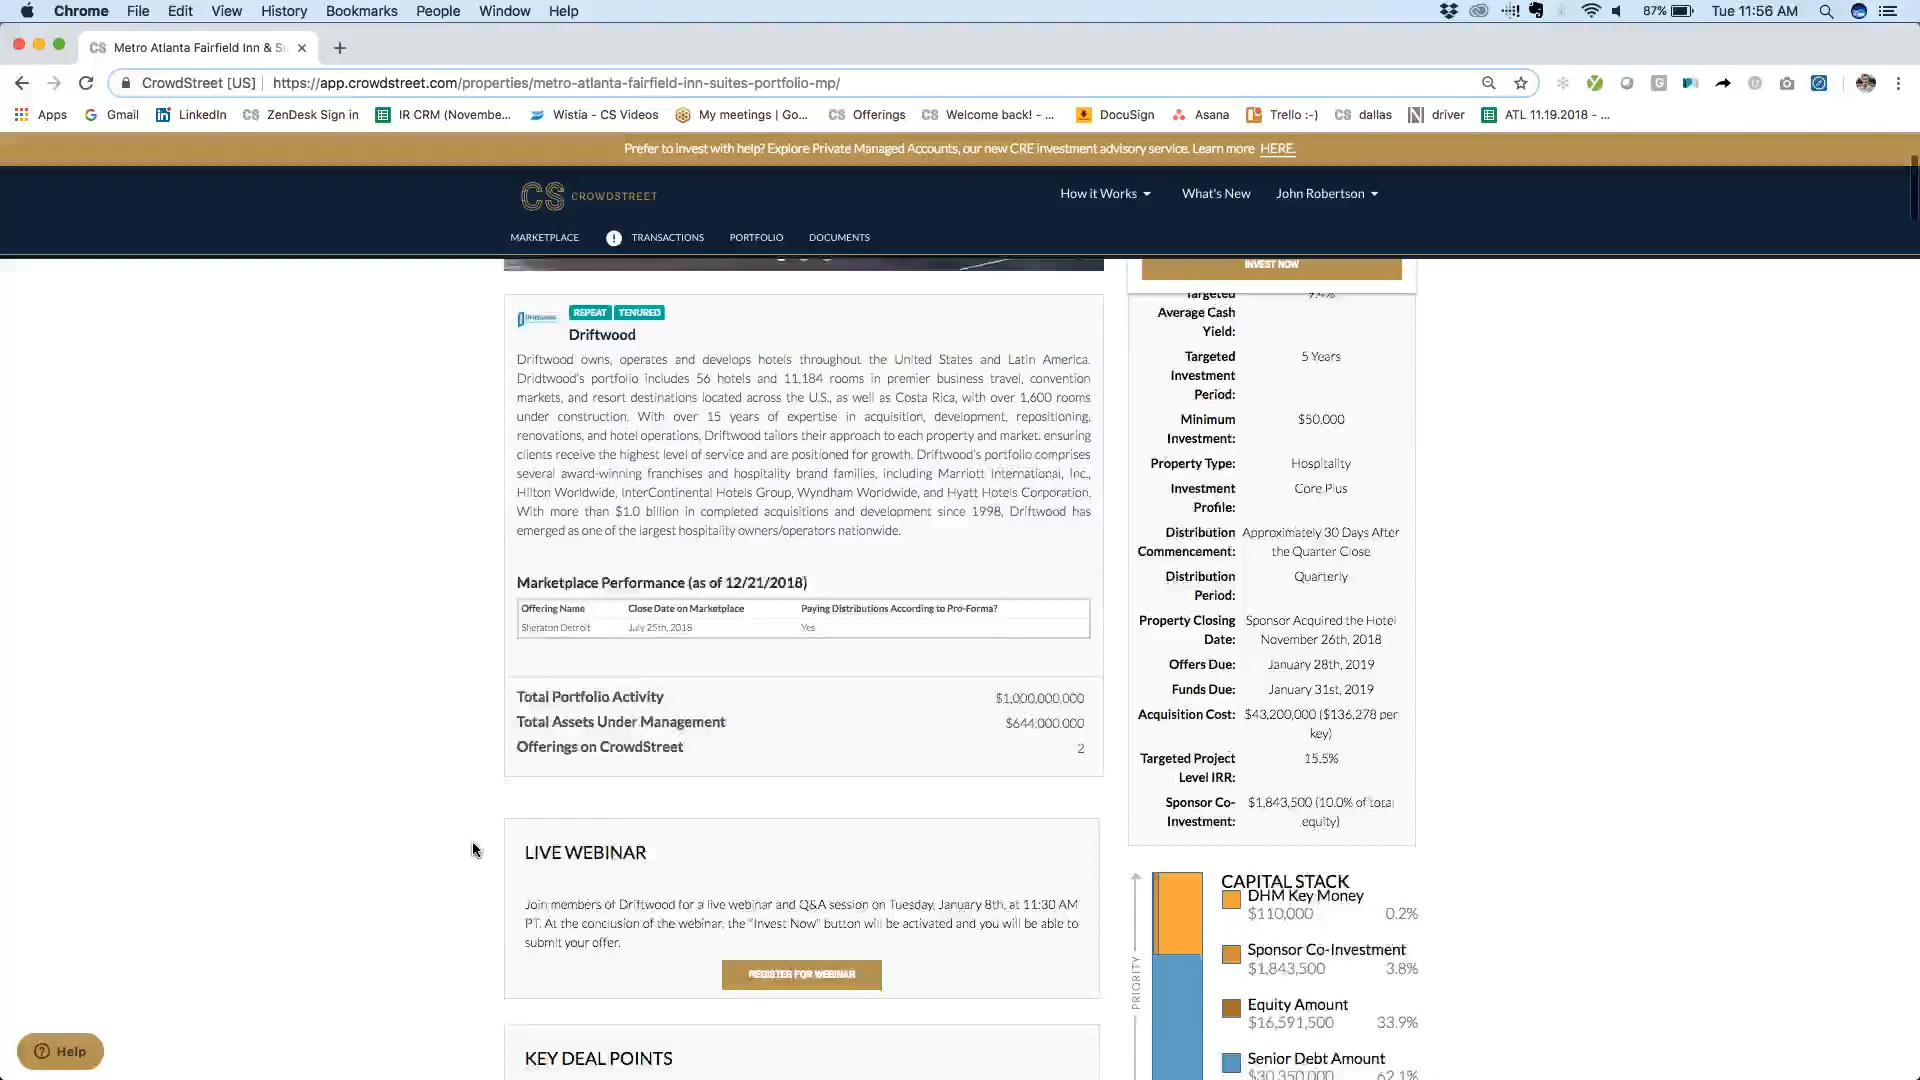 Chrome File Edit View History Bookmarks People Window Help 87% Tue 11:56 AM
CS Metro Atlanta Fairfield Inn & Su
CrowdStreet [US] | https://app.crowdstreet.com/properties/metro-atlanta-fairfield-inn-suites-portfolio-mp/
Apps Gmail LinkedIn CS ZenDesk Sign in IR CRM (Novembe... Wistia - CS Videos My meetings | Go... CS Offerings CS Welcome back! - ... DocuSign Asana Trello :-) CS dallas driver ATL 11.19.2018 - ...
Prefer to invest with help? Explore Private Managed Accounts, our new CRE investment advisory service. Learn more HERE.
CS CROWDSTREET
How it Works What's New John Robertson
MARKETPLACE ! TRANSACTIONS PORTFOLIO DOCUMENTS
Driftwood REPEAT TENURED
Driftwood
Driftwood owns, operates and develops hotels throughout the United States and Latin America.
Dridtwood's portfolio includes 56 hotels and 11,184 rooms in premier business travel, convention
markets, and resort destinations located across the U.S., as well as Costa Rica, with over 1,600 rooms
under construction. With over 15 years of expertise in acquisition, development, repositioning,
renovations, and hotel operations, Driftwood tailors their approach to each property and market, ensuring
clients receive the highest level of service and are positioned for growth. Driftwood's portfolio comprises
several award-winning franchises and hospitality brand families, including Marriott International, Inc.,
Hilton Worldwide, InterContinental Hotels Group, Wyndham Worldwide, and Hyatt Hotels Corporation.
With more than $1.0 billion in completed acquisitions and development since 1998, Driftwood has
emerged as one of the largest hospitality owners/operators nationwide.
Marketplace Performance (as of 12/21/2018)
Offering Name Close Date on Marketplace Paying Distributions According to Pro-Forma?
Sheraton Detroit July 25th, 2018 Yes
Total Portfolio Activity $1,000,000,000
Total Assets Under Management $644,000,000
Offerings on CrowdStreet 2
LIVE WEBINAR
Join members of Driftwood for a live webinar and Q&A session on Tuesday, January 8th, at 11:30 AM
PT. At the conclusion of the webinar, the "Invest Now" button will be activated and you will be able to
submit your offer.
REGISTER FOR WEBINAR
KEY DEAL POINTS
INVEST NOW
Targeted 9.4%
Average Cash
Yield:
Targeted 5 Years
Investment
Period:
Minimum $50,000
Investment:
Property Type: Hospitality
Investment Core Plus
Profile:
Distribution Approximately 30 Days After
Commencement: the Quarter Close
Distribution Quarterly
Period:
Property Closing Sponsor Acquired the Hotel
Date: November 26th, 2018
Offers Due: January 28th, 2019
Funds Due: January 31st, 2019
Acquisition Cost: $43,200,000 ($136,278 per
key)
Targeted Project 15.5%
Level IRR:
Sponsor Co- $1,843,500 (10.0% of total
Investment: equity)
CAPITAL STACK
PRIORITY
DHM Key Money
$110,000 0.2%
Sponsor Co-Investment
$1,843,500 3.8%
Equity Amount
$16,591,500 33.9%
Senior Debt Amount
$30,350,000 62.1%
Help